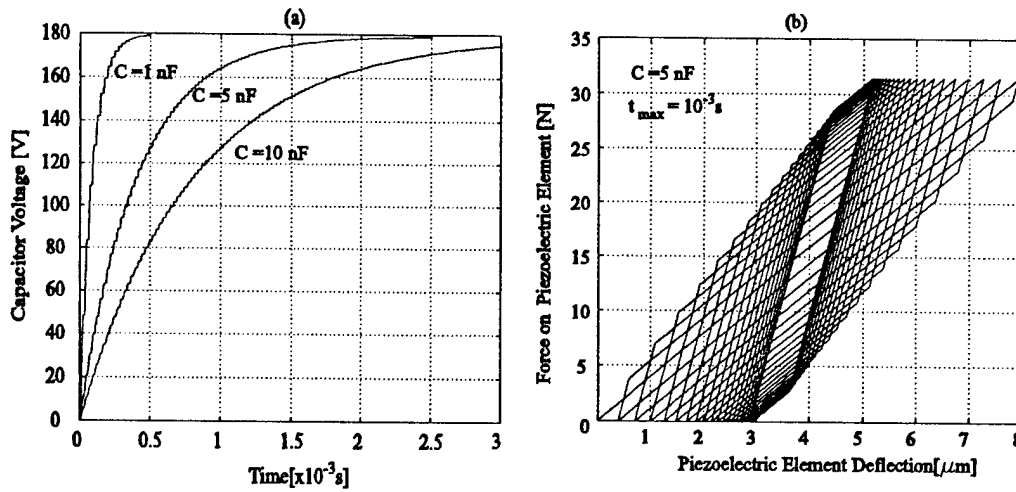 (a)
180
160
140
120
100
80
60
40
20
0
Capacitor Voltage [V]
C =1 nF
C =5 nF
C =10 nF
0 0.5 1 1.5 2 2.5 3
Time[x10⁻³s]
(b)
35
30
25
20
15
10
5
0
Force on Piezoelectric Element [N]
C=5 nF
t max = 10⁻³s
1 2 3 4 5 6 7 8
Piezoelectric Element Deflection[μm]